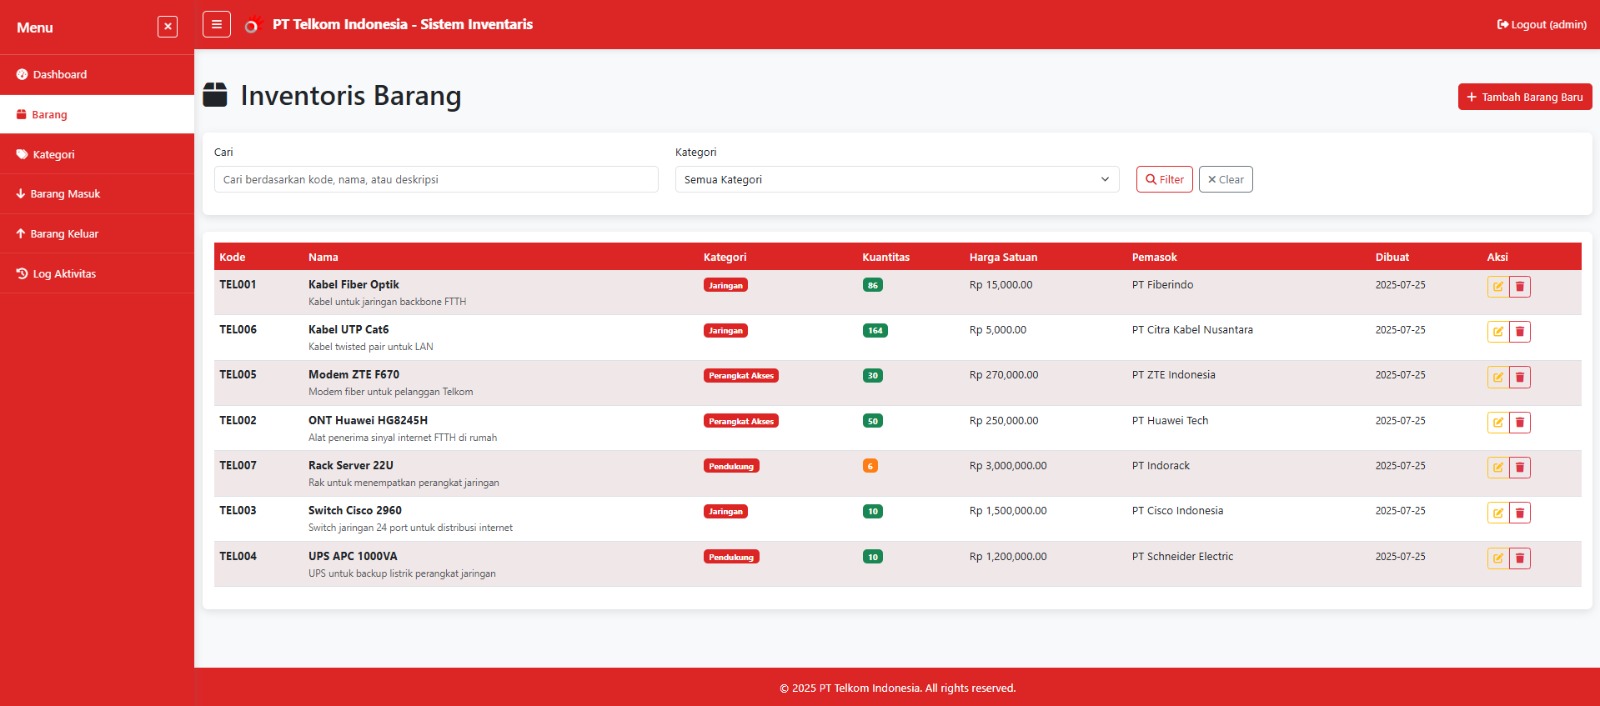 Menu
PT Telkom Indonesia - Sistem Inventaris
Logout (admin)
Dashboard
Barang
Kategori
Barang Masuk
Barang Keluar
Log Aktivitas
Inventoris Barang
+ Tambah Barang Baru
Cari
Kategori
Cari berdasarkan kode, nama, atau deskripsi
Semua Kategori
Filter
Clear
Kode Nama Kategori Kuantitas Harga Satuan Pemasok Dibuat Aksi
TEL001 Kabel Fiber Optik Jaringan 86 Rp 15,000.00 PT Fiberindo 2025-07-25
Kabel untuk jaringan backbone FTTH
TEL006 Kabel UTP Cat6 Jaringan 164 Rp 5,000.00 PT Citra Kabel Nusantara 2025-07-25
Kabel twisted pair untuk LAN
TEL005 Modem ZTE F670 Perangkat Akses 30 Rp 270,000.00 PT ZTE Indonesia 2025-07-25
Modem fiber untuk pelanggan Telkom
TEL002 ONT Huawei HG8245H Perangkat Akses 50 Rp 250,000.00 PT Huawei Tech 2025-07-25
Alat penerima sinyal internet FTTH di rumah
TEL007 Rack Server 22U Pendukung 6 Rp 3,000,000.00 PT Indorack 2025-07-25
Rak untuk menempatkan perangkat jaringan
TEL003 Switch Cisco 2960 Jaringan 10 Rp 1,500,000.00 PT Cisco Indonesia 2025-07-25
Switch jaringan 24 port untuk distribusi internet
TEL004 UPS APC 1000VA Pendukung 10 Rp 1,200,000.00 PT Schneider Electric 2025-07-25
UPS untuk backup listrik perangkat jaringan
© 2025 PT Telkom Indonesia. All rights reserved.